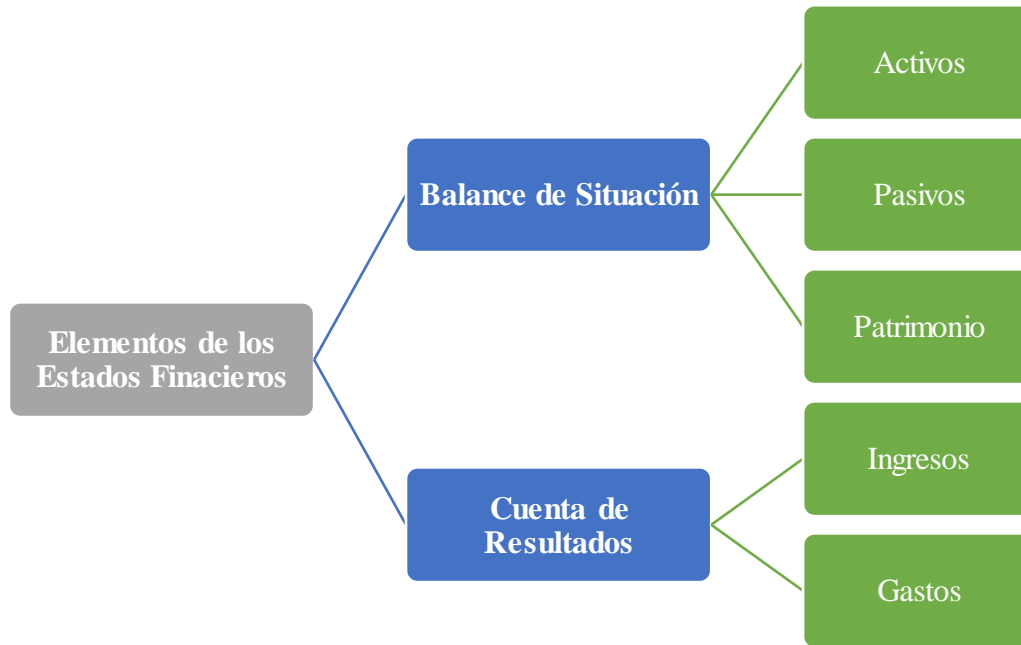 Elementos de los
Estados Finacieros
Balance de Situación
Activos
Pasivos
Patrimonio
Cuenta de
Resultados
Ingresos
Gastos